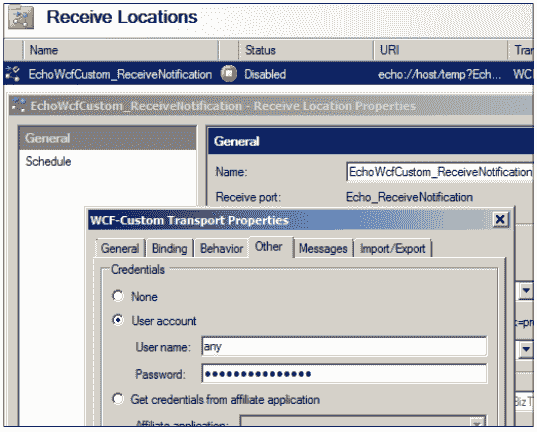 Receive Locations
Name Status URI Tran
EchoWcfCustom_ReceiveNotification Disabled echo://host/temp?Ech... WC
EchoWcfCustom_ReceiveNotification - Receive Location Properties
General
Schedule
General
Name: EchoWcfCustom_ReceiveNotification
Receive port: Echo_ReceiveNotification
WCF-Custom Transport Properties
General Binding Behavior Other Messages Import/Export
Credentials
None
User account
User name: any
Password: •••••••••••••••
Get credentials from affiliate application
Affiliate application: